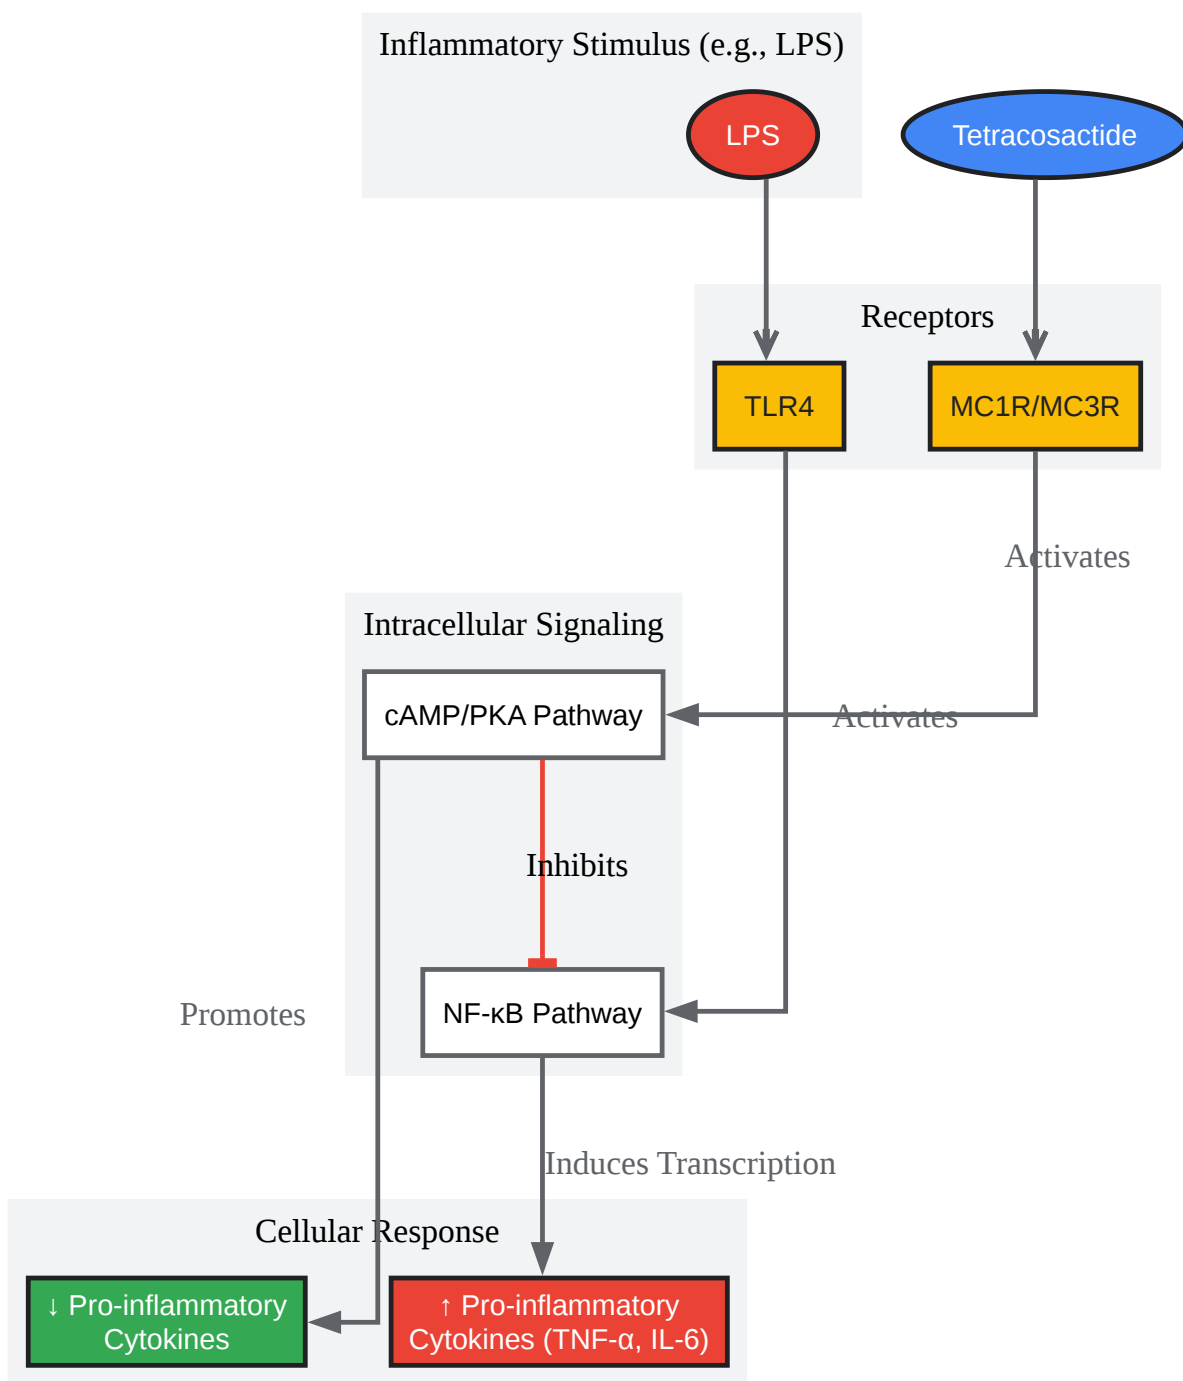 Inflammatory Stimulus (e.g., LPS)
LPS
Tetracosactide
Receptors
TLR4
MC1R/MC3R
Activates
Intracellular Signaling
cAMP/PKA Pathway
Activates
Inhibits
Promotes
NF-κB Pathway
Induces Transcription
Cellular Response
↓ Pro-inflammatory
Cytokines
↑ Pro-inflammatory
Cytokines (TNF-α, IL-6)